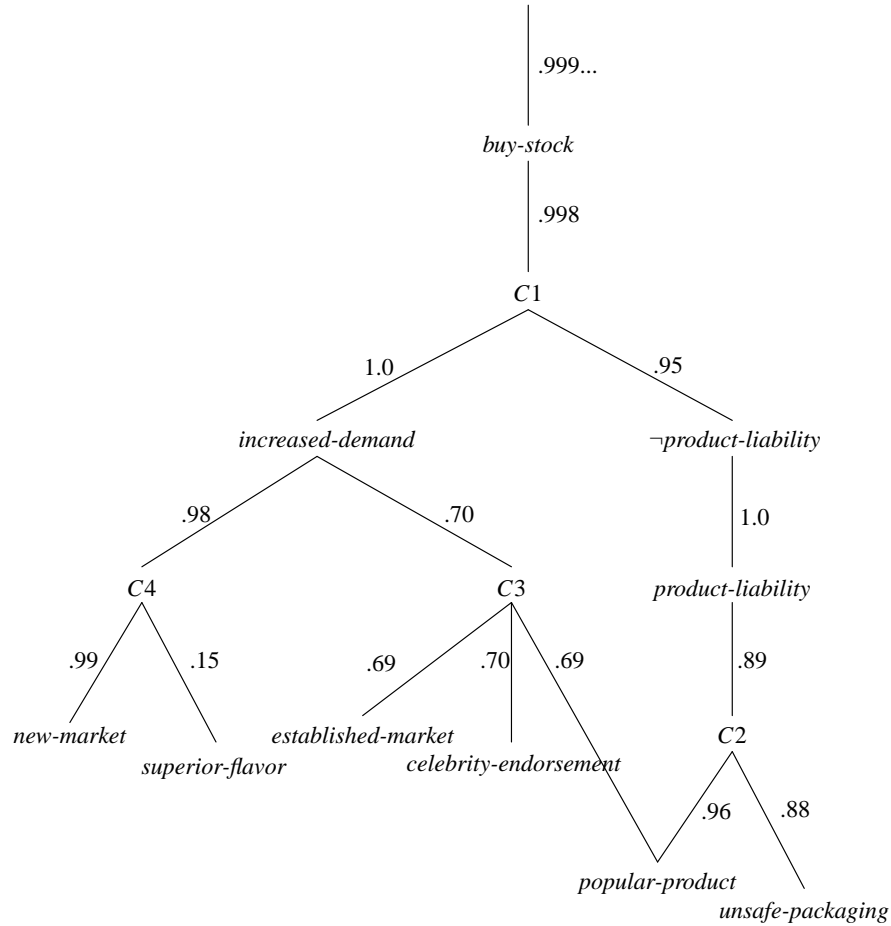 .999...
buy-stock
.998
C1
1.0
.95
increased-demand
¬product-liability
.98
.70
1.0
C4
C3
product-liability
.99
.15
.69
.70
.69
.89
new-market
established-market
C2
superior-flavor
celebrity-endorsement
.96
.88
popular-product
unsafe-packaging